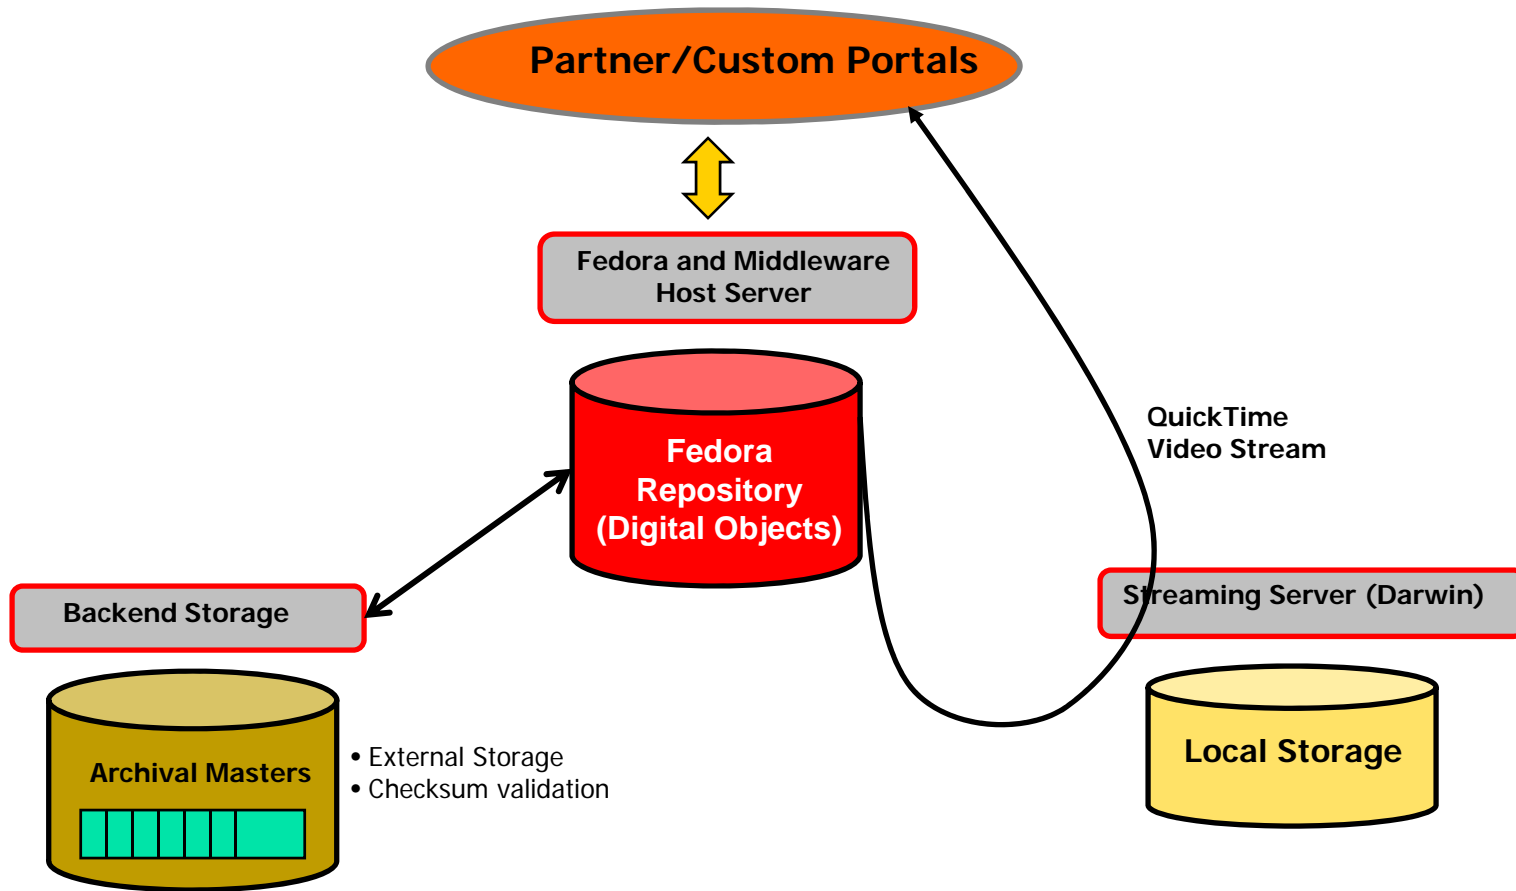 Partner/Custom Portals
Fedora and Middleware
Host Server
Fedora
Repository
(Digital Objects)
QuickTime
Video Stream
Backend Storage
Streaming Server (Darwin)
Archival Masters
• External Storage
• Checksum validation
Local Storage